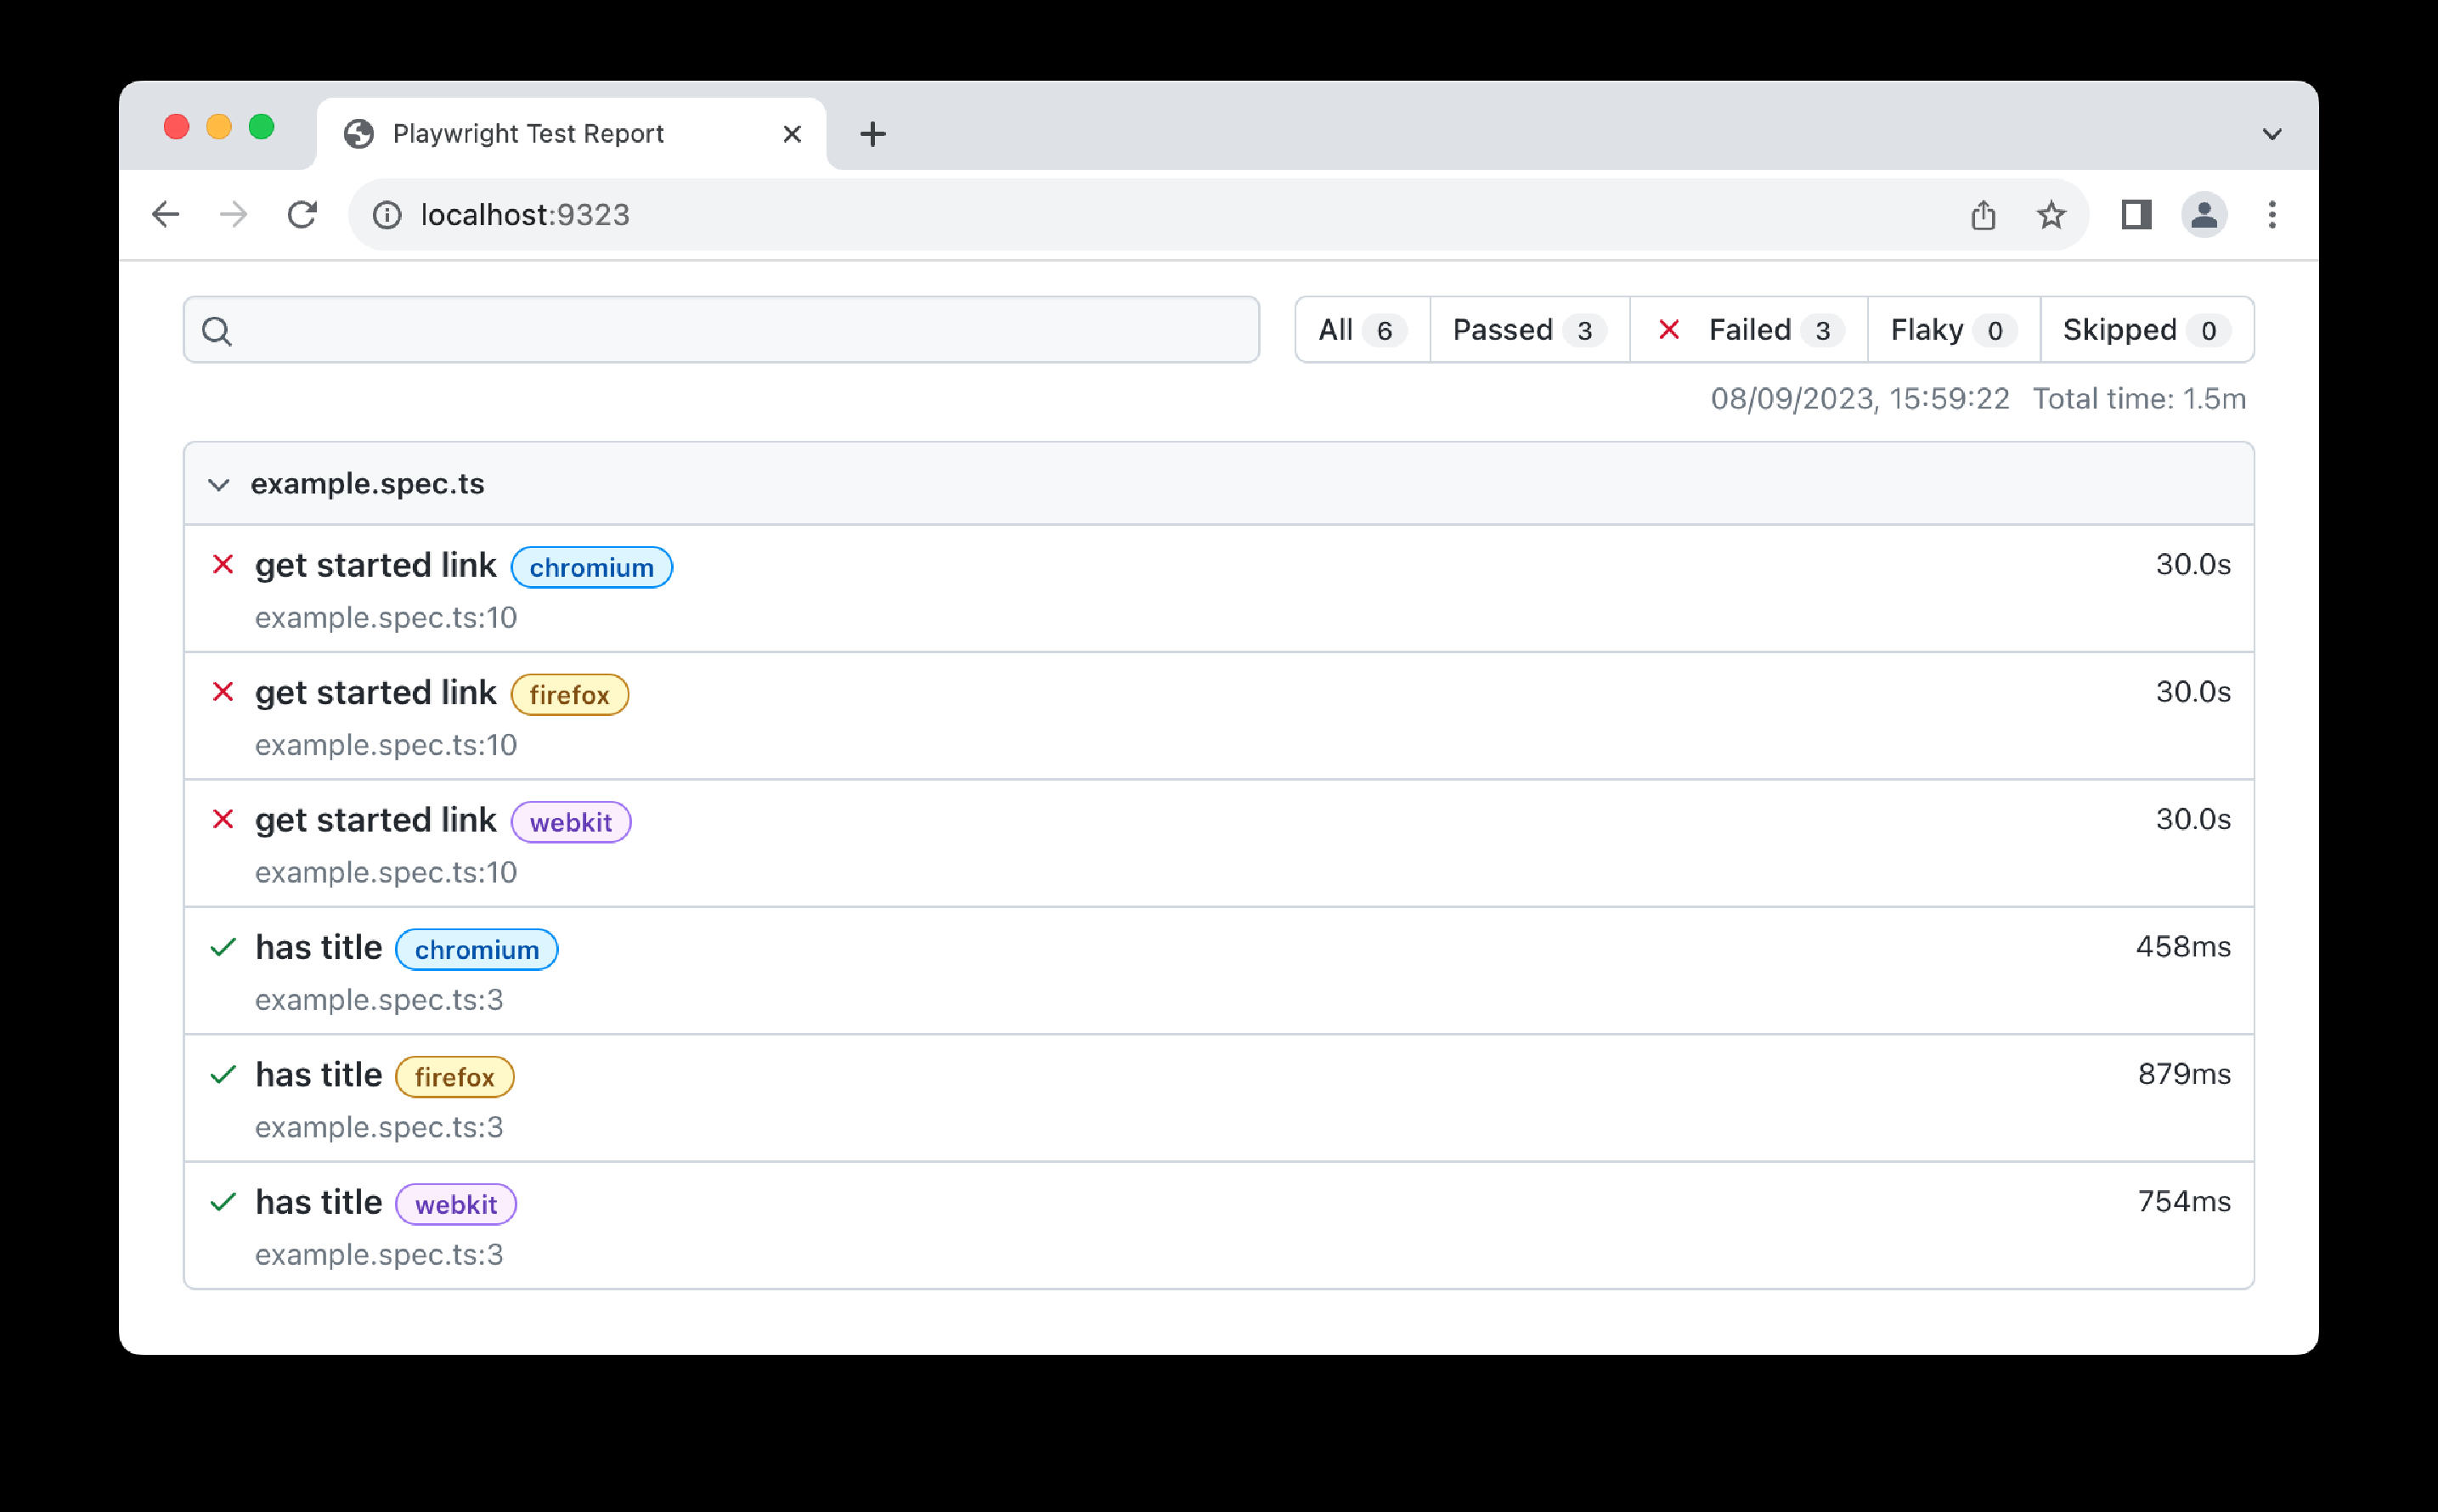 Playwright Test Report
localhost:9323
All 6 Passed 3 Failed 3 Flaky 0 Skipped 0
08/09/2023, 15:59:22 Total time: 1.5m
example.spec.ts
get started link chromium 30.0s
example.spec.ts:10
get started link firefox 30.0s
example.spec.ts:10
get started link webkit 30.0s
example.spec.ts:10
has title chromium 458ms
example.spec.ts:3
has title firefox 879ms
example.spec.ts:3
has title webkit 754ms
example.spec.ts:3